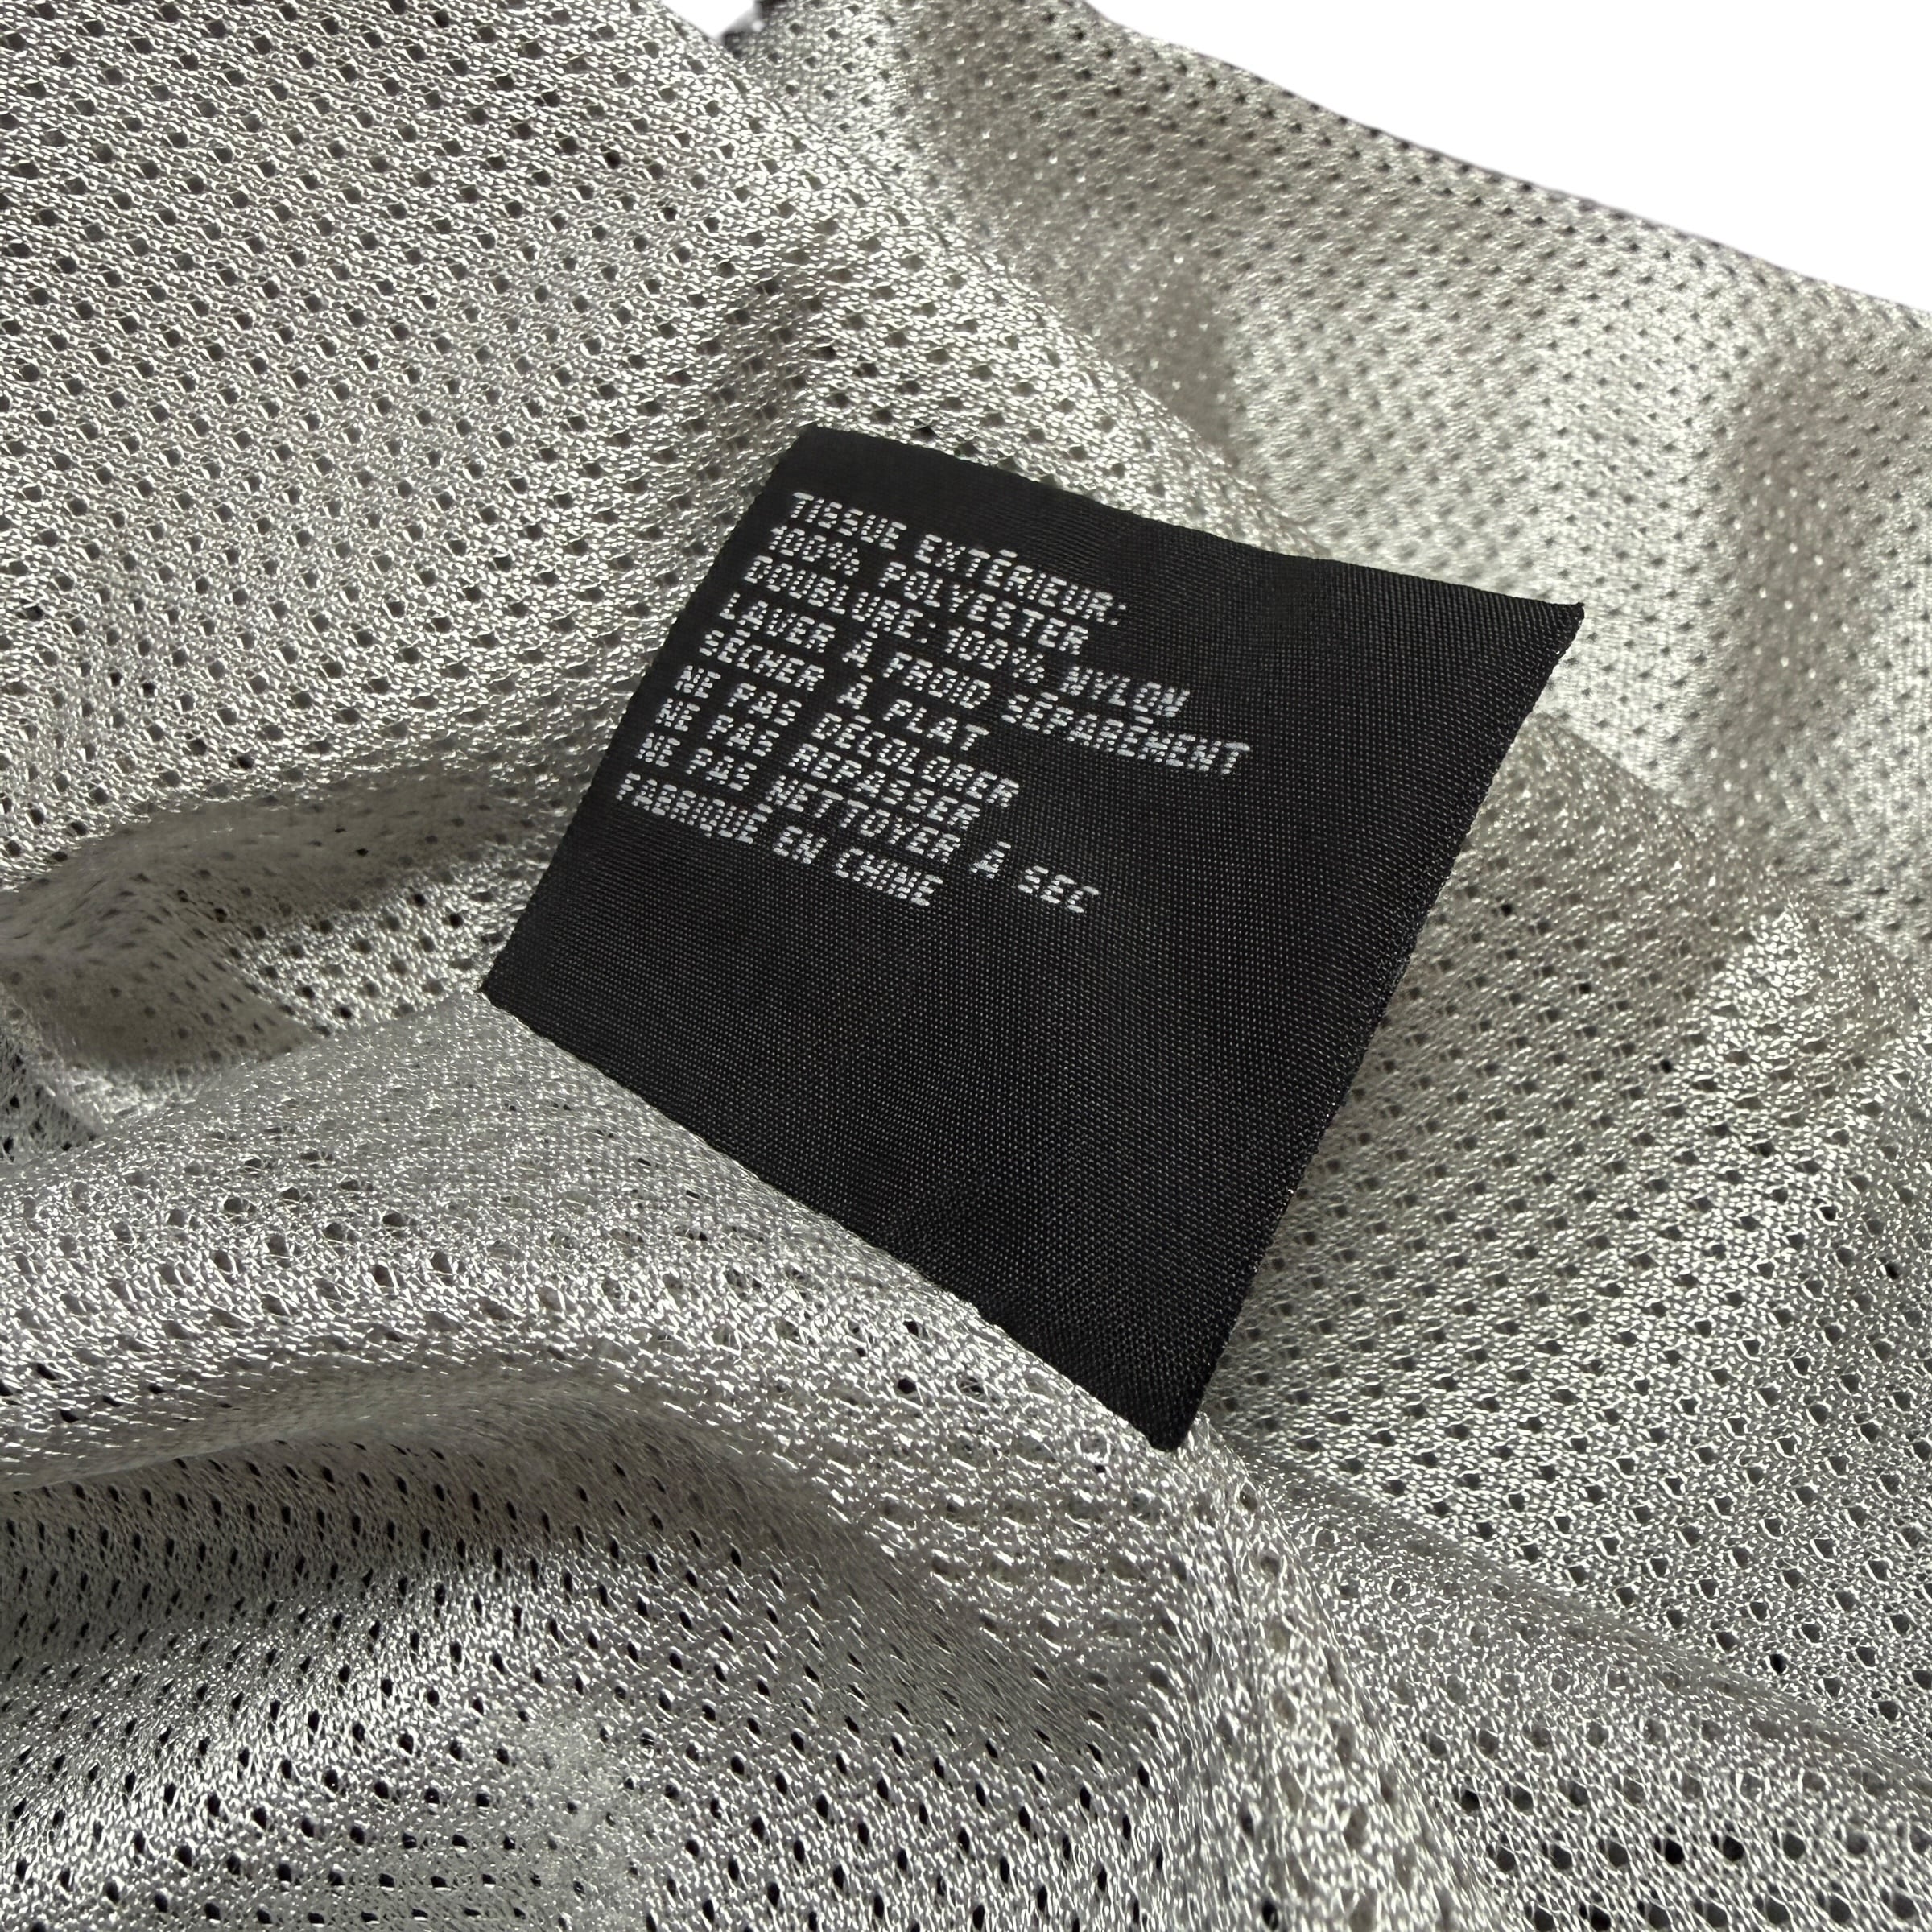 TISSUE EXTÉRIEUR:
100% POLYESTER
DOUBLURE: 100% NYLON
LAVER À FROID SÉPARÉMENT
SÉCHER À PLAT
NE PAS DECOLORER
NE PAS REPASSER
NE PAS NETTOYER À SEC
FABRIQUÉ EN CHINE